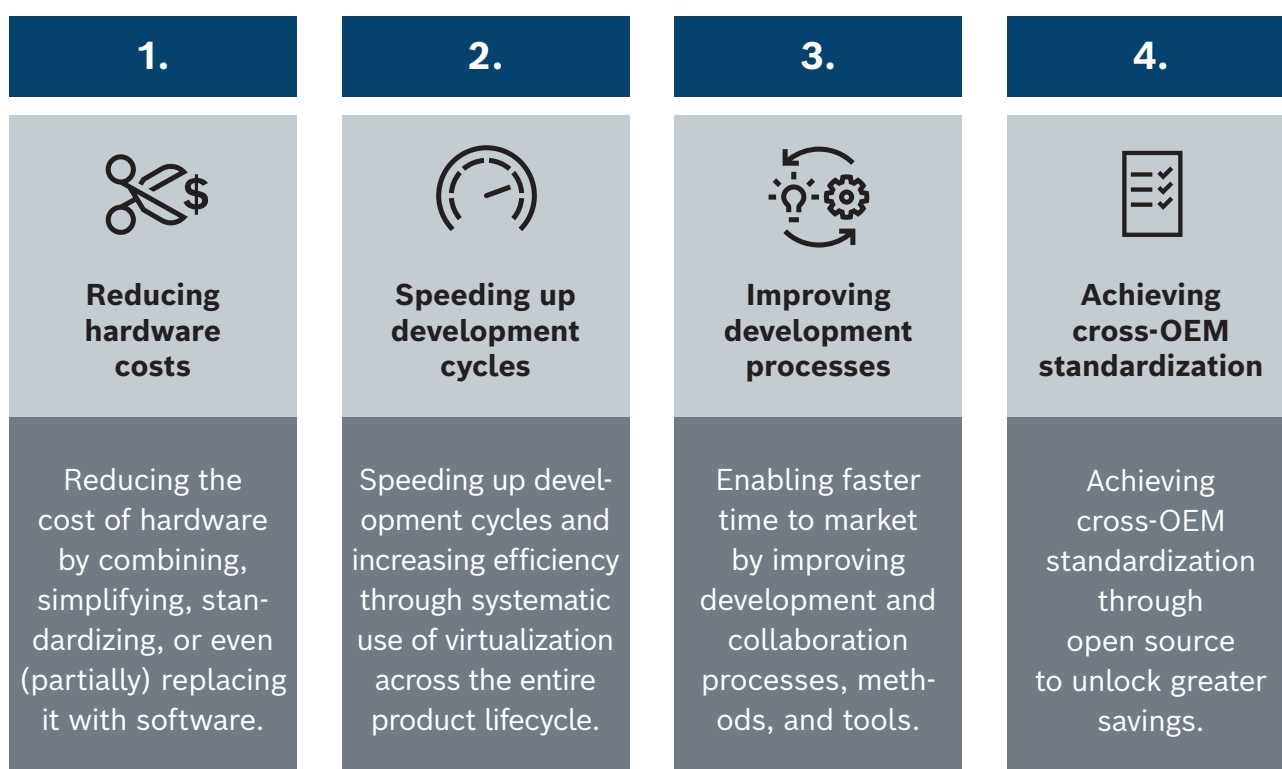 1.
Reducing
hardware
costs
Reducing the
cost of hardware
by combining,
simplifying, stan-
dardizing, or even
(partially) replacing
it with software.
2.
Speeding up
development
cycles
Speeding up devel-
opment cycles and
increasing efficiency
through systematic
use of virtualization
across the entire
product lifecycle.
3.
Improving
development
processes
Enabling faster
time to market
by improving
development and
collaboration
processes, meth-
ods, and tools.
4.
Achieving
cross-OEM
standardization
Achieving
cross-OEM
standardization
through
open source
to unlock greater
savings.